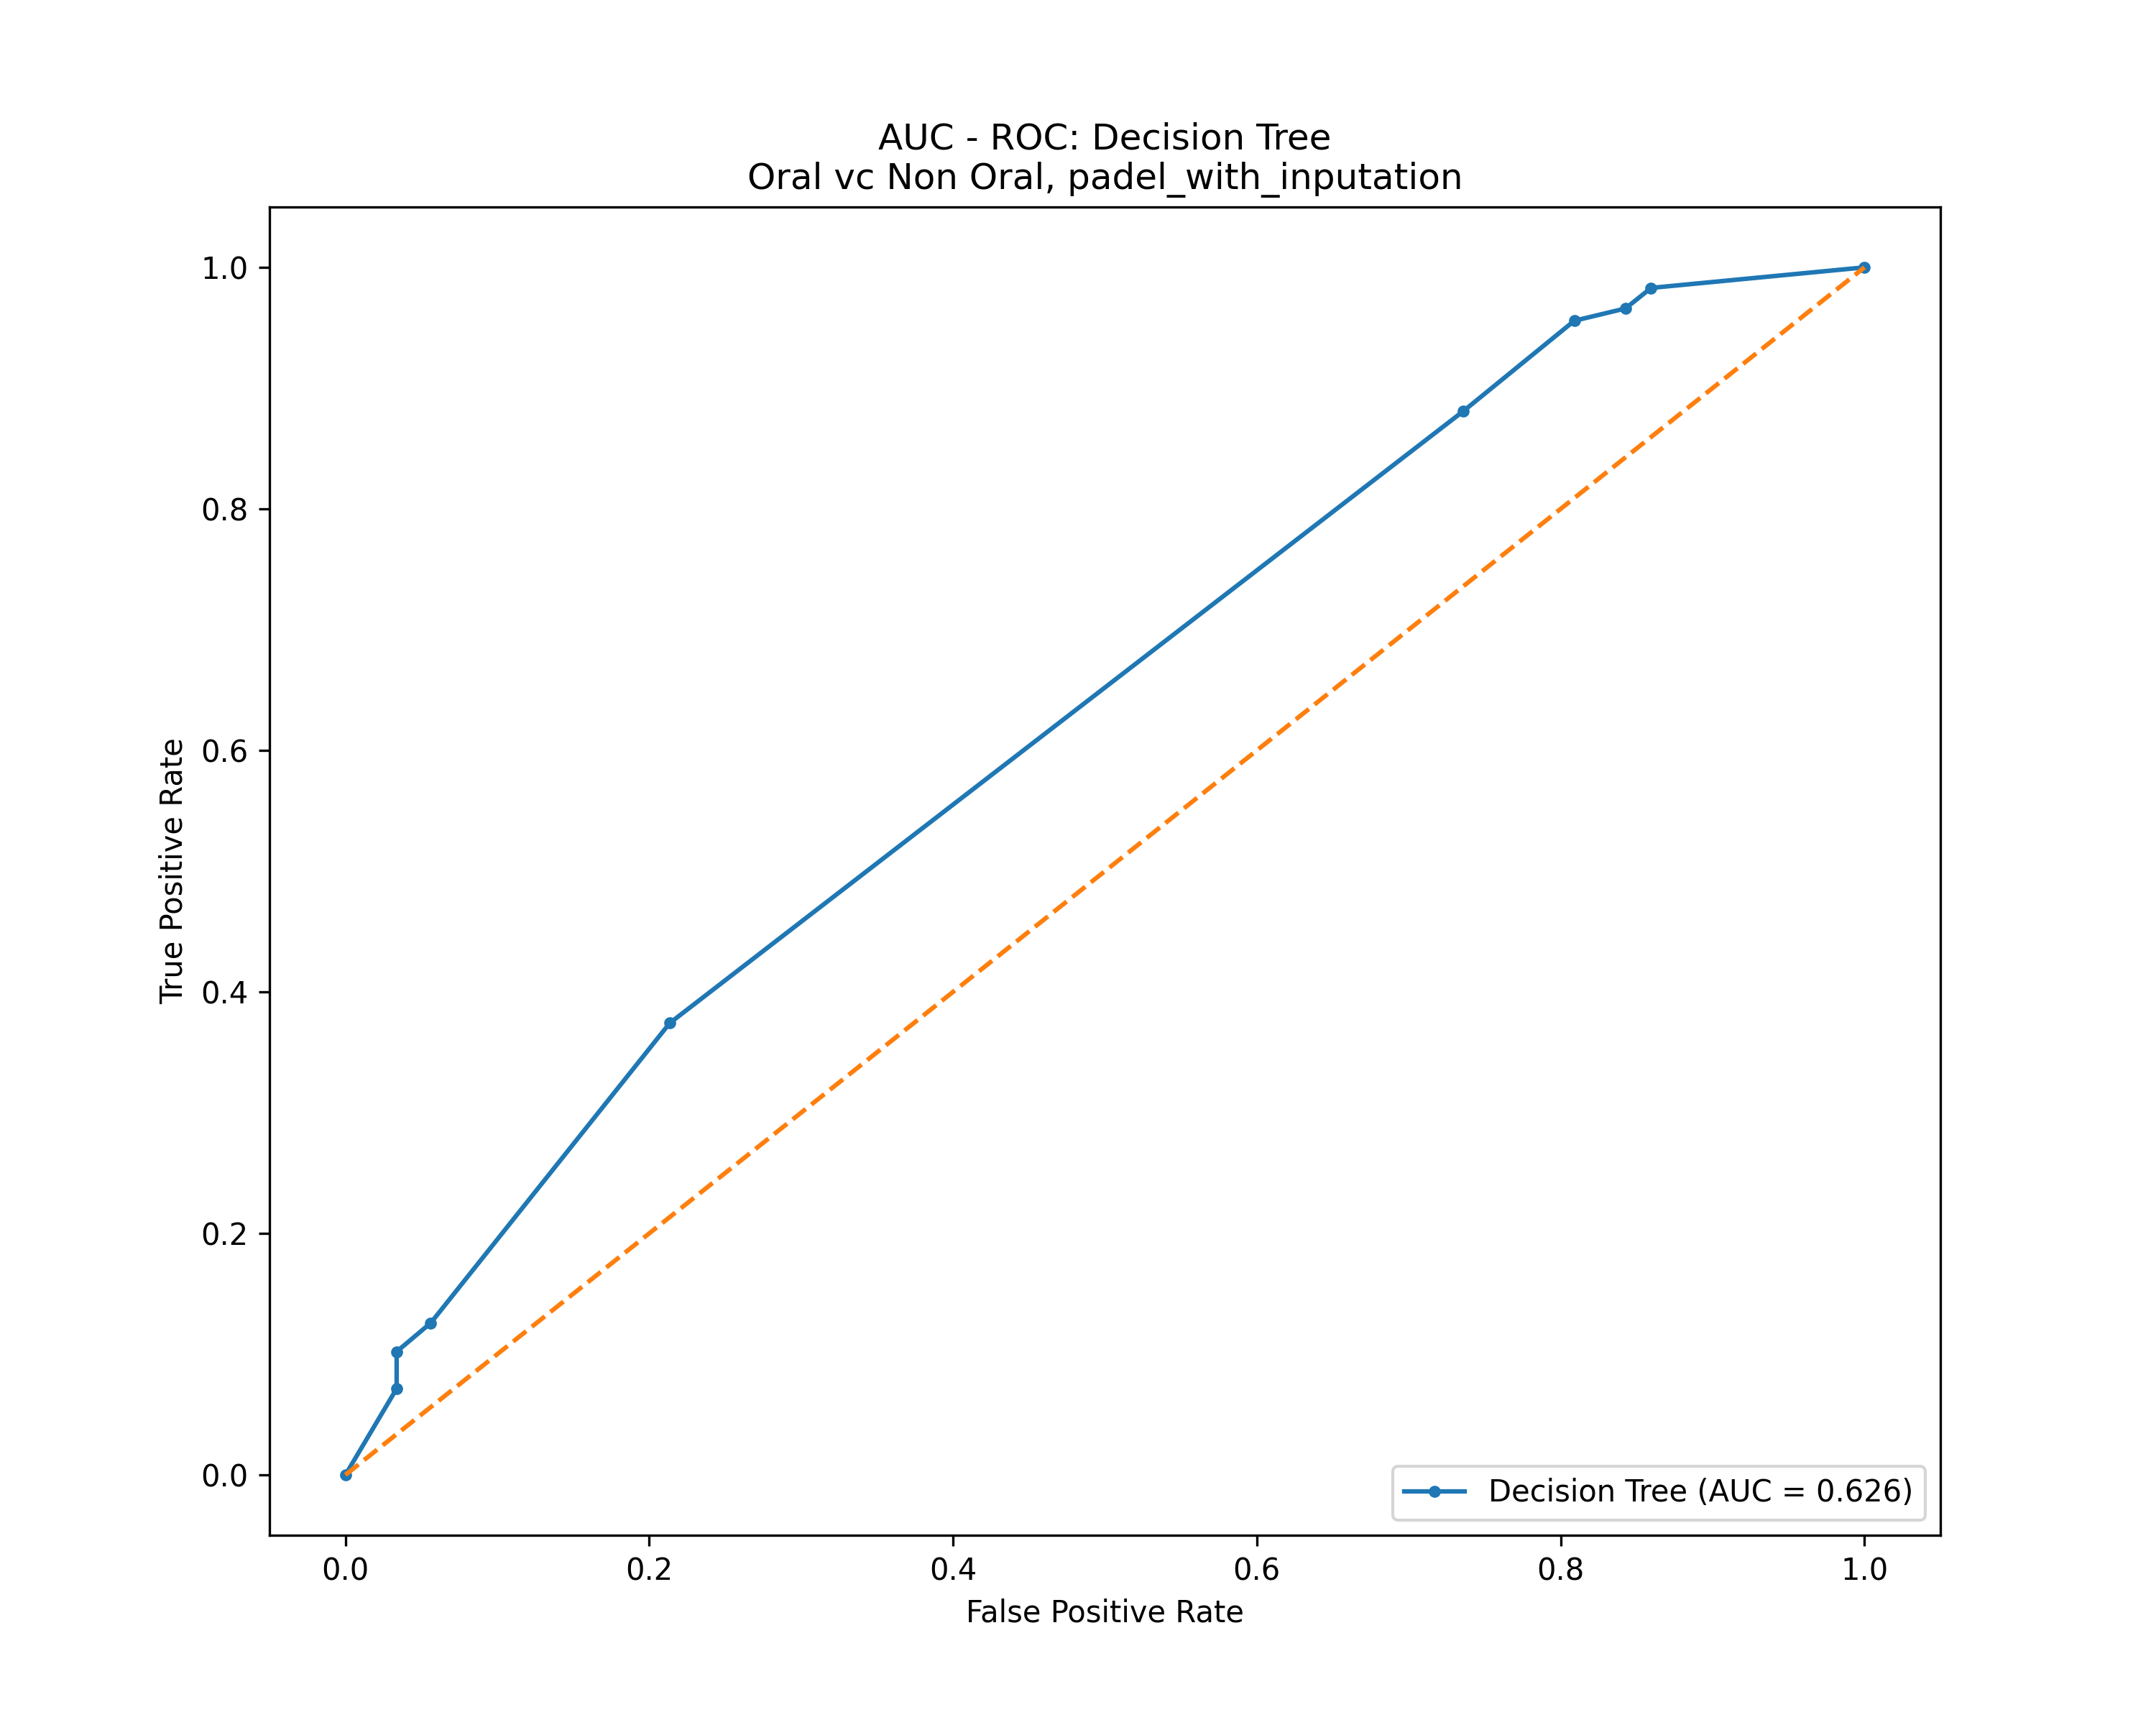 AUC - ROC: Decision Tree
Oral vc Non Oral, padel_with_inputation
True Positive Rate
1.0
0.8
0.6
0.4
0.2
0.0
0.0 0.2 0.4 0.6 0.8 1.0
False Positive Rate
Decision Tree (AUC = 0.626)